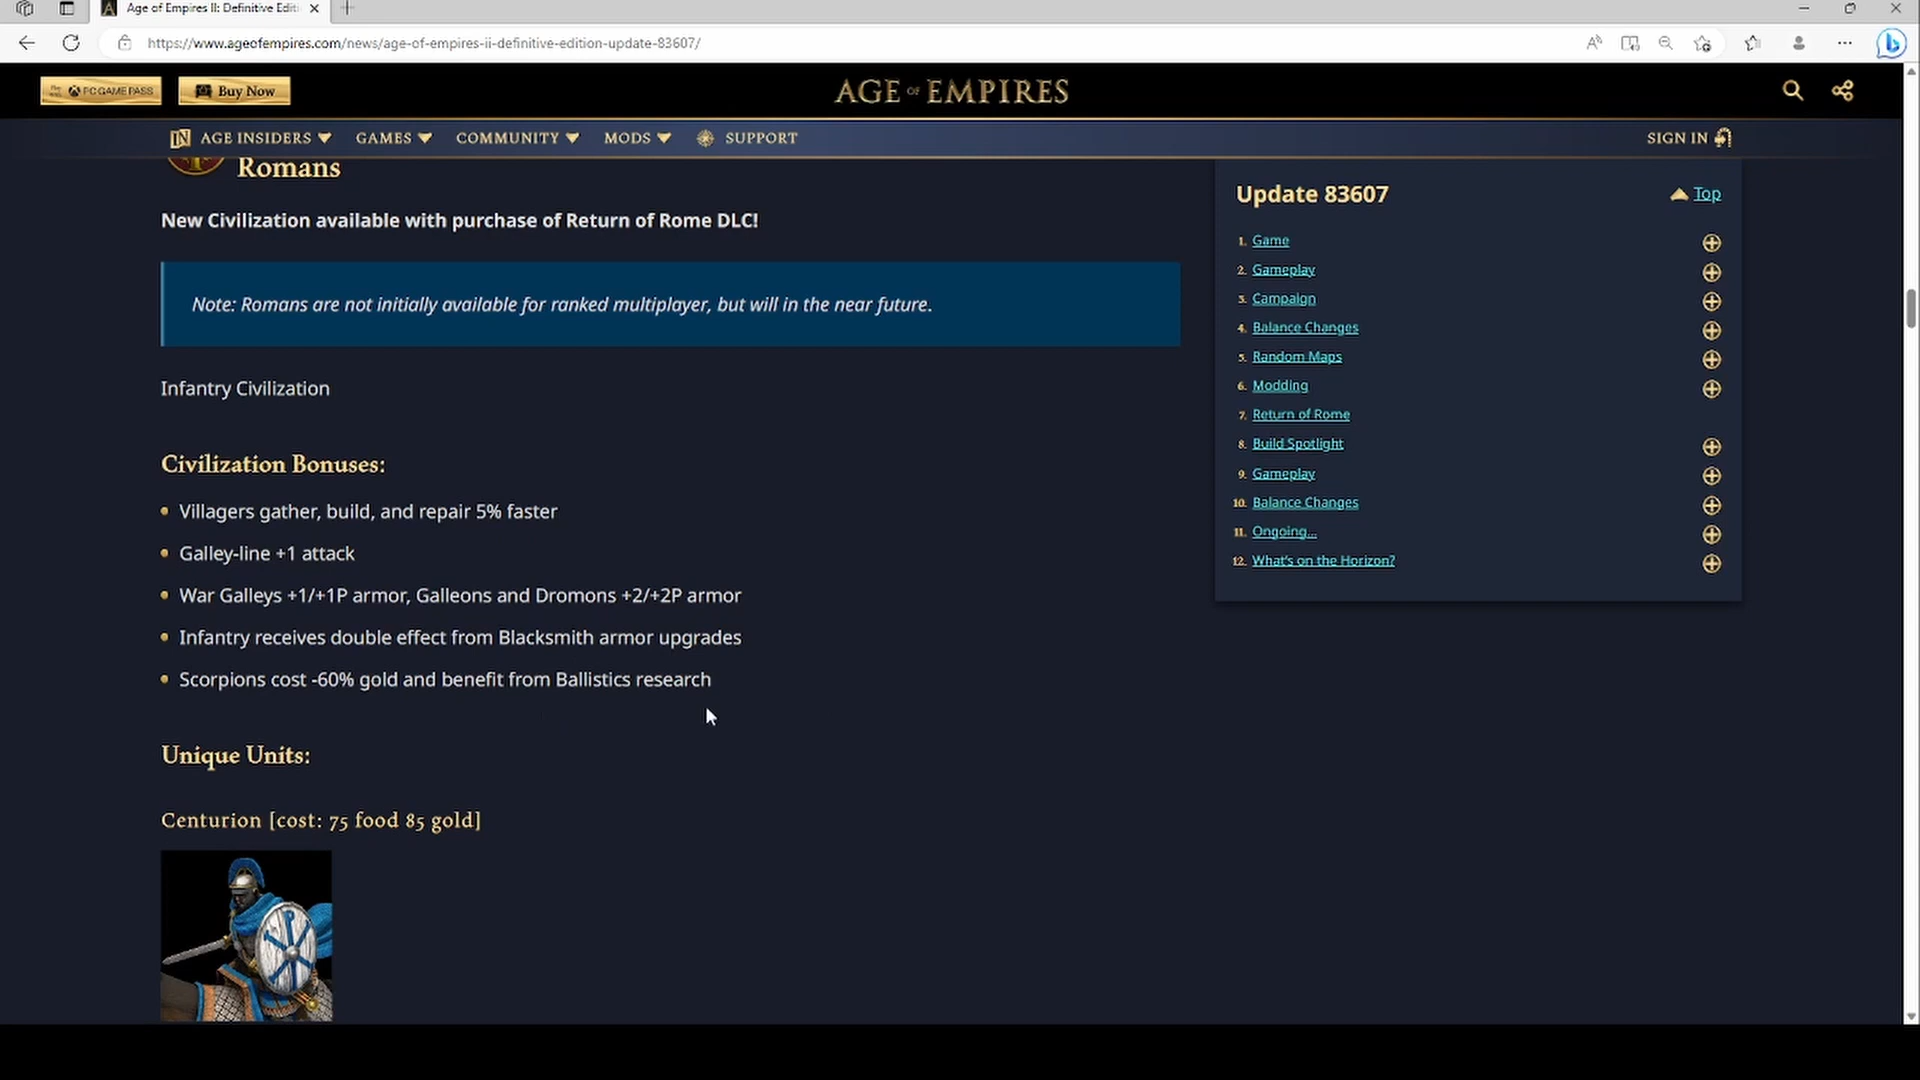 Age of Empires II: Definitive Editi
https://www.ageofempires.com/news/age-of-empires-ii-definitive-edition-update-83607/
PC GAME PASS
Buy Now
AGE OF EMPIRES
AGE INSIDERS
GAMES
COMMUNITY
MODS
SUPPORT
SIGN IN
Romans
New Civilization available with purchase of Return of Rome DLC!
Note: Romans are not initially available for ranked multiplayer, but will in the near future.
Infantry Civilization
Civilization Bonuses:
• Villagers gather, build, and repair 5% faster
• Galley-line +1 attack
• War Galleys +1/+1P armor, Galleons and Dromons +2/+2P armor
• Infantry receives double effect from Blacksmith armor upgrades
• Scorpions cost -60% gold and benefit from Ballistics research
Unique Units:
Centurion [cost: 75 food 85 gold]
Update 83607
Top
1. Game
2. Gameplay
3. Campaign
4. Balance Changes
5. Random Maps
6. Modding
7. Return of Rome
8. Build Spotlight
9. Gameplay
10. Balance Changes
11. Ongoing...
12. What's on the Horizon?